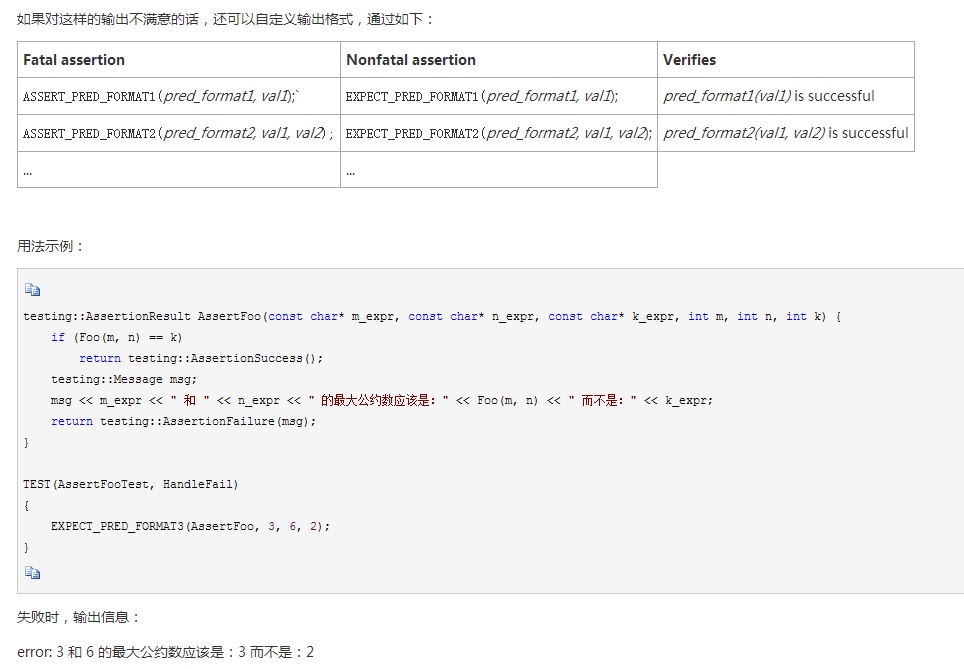 如果对这样的输出不满意的话，还可以自定义输出格式，通过如下：
Fatal assertion Nonfatal assertion Verifies
ASSERT_PRED_FORMAT1(pred_format1, val1);` EXPECT_PRED_FORMAT1(pred_format1, val1); pred_format1(val1) is successful
ASSERT_PRED_FORMAT2(pred_format2, val1, val2); EXPECT_PRED_FORMAT2(pred_format2, val1, val2); pred_format2(val1, val2) is successful
... ...
用法示例：
testing::AssertionResult AssertFoo(const char* m_expr, const char* n_expr, const char* k_expr, int m, int n, int k) {
    if (Foo(m, n) == k)
        return testing::AssertionSuccess();
    testing::Message msg;
    msg << m_expr << " 和 " << n_expr << " 的最大公约数应该是：" << Foo(m, n) << " 而不是：" << k_expr;
    return testing::AssertionFailure(msg);
}
TEST(AssertFooTest, HandleFail)
{
    EXPECT_PRED_FORMAT3(AssertFoo, 3, 6, 2);
}
失败时，输出信息：
error: 3 和 6 的最大公约数应该是：3 而不是：2